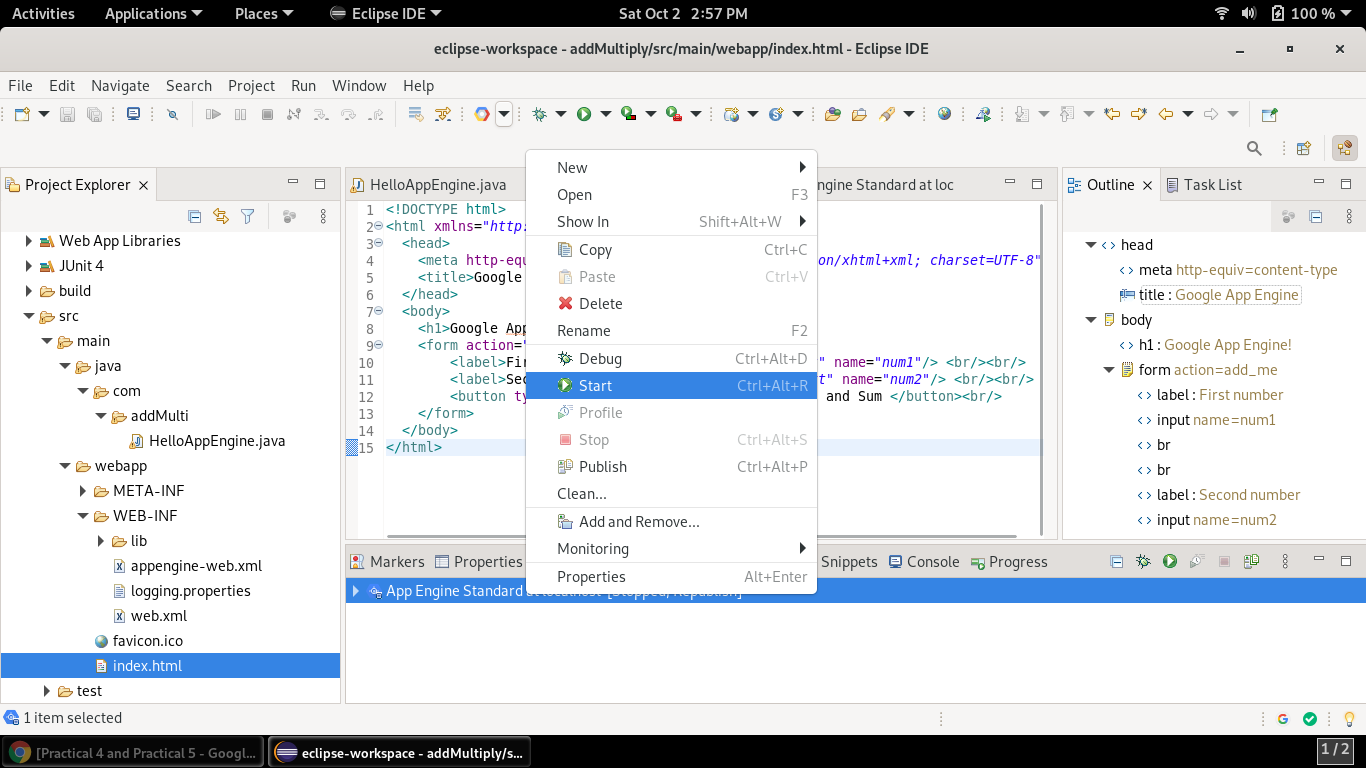 Activities Applications Places Eclipse IDE Sat Oct 2 2:57 PM 100 %
eclipse-workspace - addMultiply/src/main/webapp/index.html - Eclipse IDE
File Edit Navigate Search Project Run Window Help
Project Explorer
Web App Libraries
JUnit 4
build
src
main
java
com
addMulti
HelloAppEngine.java
webapp
META-INF
WEB-INF
lib
appengine-web.xml
logging.properties
web.xml
favicon.ico
index.html
test
HelloAppEngine.java ngine Standard at loc
1 <!DOCTYPE html>
2 <html xmlns="http:
3 <head>
4 <meta http-equ on/xhtml+xml; charset=UTF-8"
5 <title>Google
6 </head>
7 <body>
8 <h1>Google App
9 <form action="
10 <label>Fir " name="num1"/> <br/><br/>
11 <label>Sec t" name="num2"/> <br/><br/>
12 <button ty and Sum </button><br/>
13 </form>
14 </body>
15 </html>
New
Open F3
Show In Shift+Alt+W
Copy Ctrl+C
Paste Ctrl+V
Delete
Rename F2
Debug Ctrl+Alt+D
Start Ctrl+Alt+R
Profile
Stop Ctrl+Alt+S
Publish Ctrl+Alt+P
Clean...
Add and Remove...
Monitoring
Properties Alt+Enter
Outline Task List
head
meta http-equiv=content-type
title : Google App Engine
body
h1 : Google App Engine!
form action=add_me
label : First number
input name=num1
br
br
label : Second number
input name=num2
Markers Properties Snippets Console Progress
App Engine Standard at localhost [Stopped, Republish]
1 item selected
[Practical 4 and Practical 5 - Googl... eclipse-workspace - addMultiply/s... 1 / 2